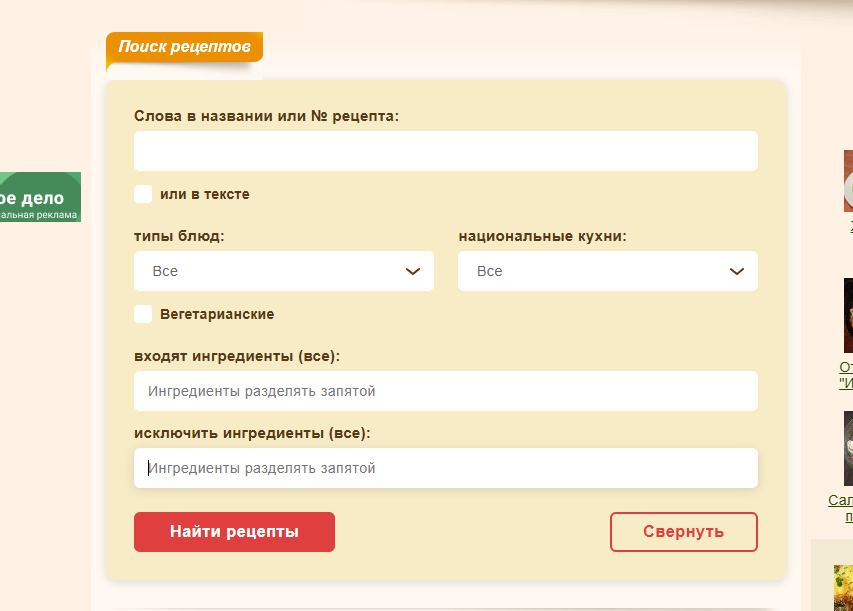 Поиск рецептов
Слова в названии или № рецепта:
или в тексте
ое дело
альная реклама
типы блюд:
национальные кухни:
Все
Все
Вегетарианские
входят ингредиенты (все):
Ингредиенты разделять запятой
исключить ингредиенты (все):
Ингредиенты разделять запятой
Найти рецепты
Свернуть
От
"И
Сал
п